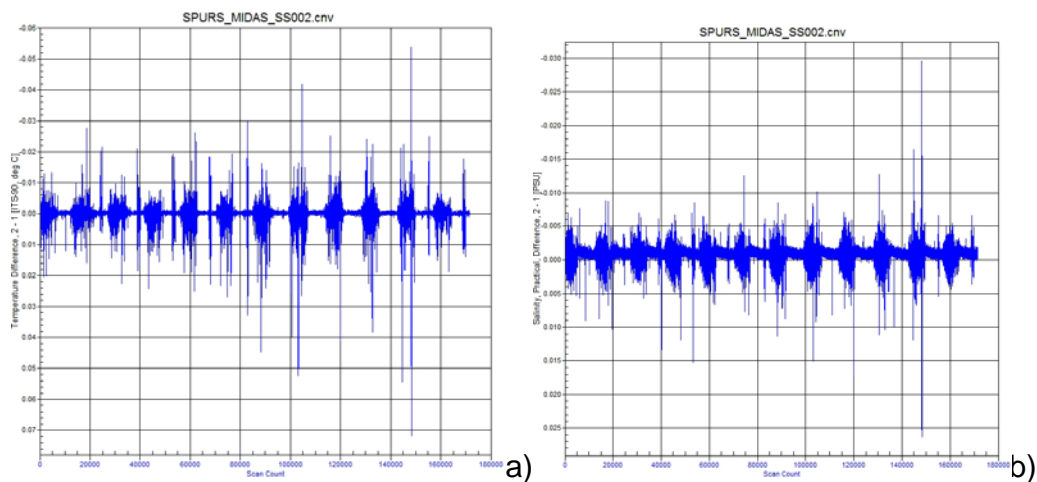 SPURS_MIDAS_SS002.cnv
-0.06
-0.05
-0.04
-0.03
-0.02
-0.01
0.00
0.01
0.02
0.03
0.04
0.05
0.06
0.07
Temperature Difference, 2 - 1 [ITS-90, deg C]
0 20000 40000 60000 80000 100000 120000 140000 160000 180000
Scan Count
a)
SPURS_MIDAS_SS002.cnv
-0.030
-0.025
-0.020
-0.015
-0.010
-0.005
0.000
0.005
0.010
0.015
0.020
0.025
Salinity, Practical, Difference, 2 - 1 [PSU]
0 20000 40000 60000 80000 100000 120000 140000 160000 180000
Scan Count
b)